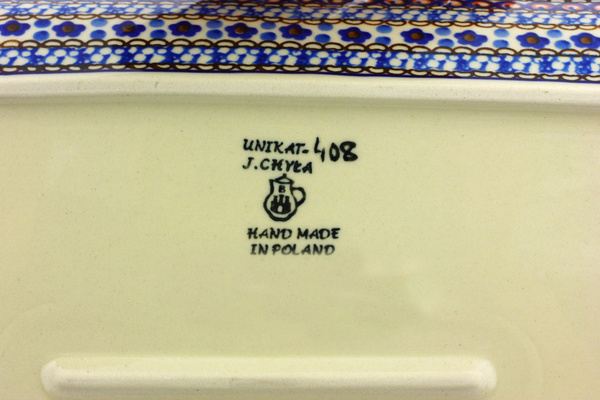 UNIKAT-408
J.CHYŁA
B
HAND MADE
IN POLAND